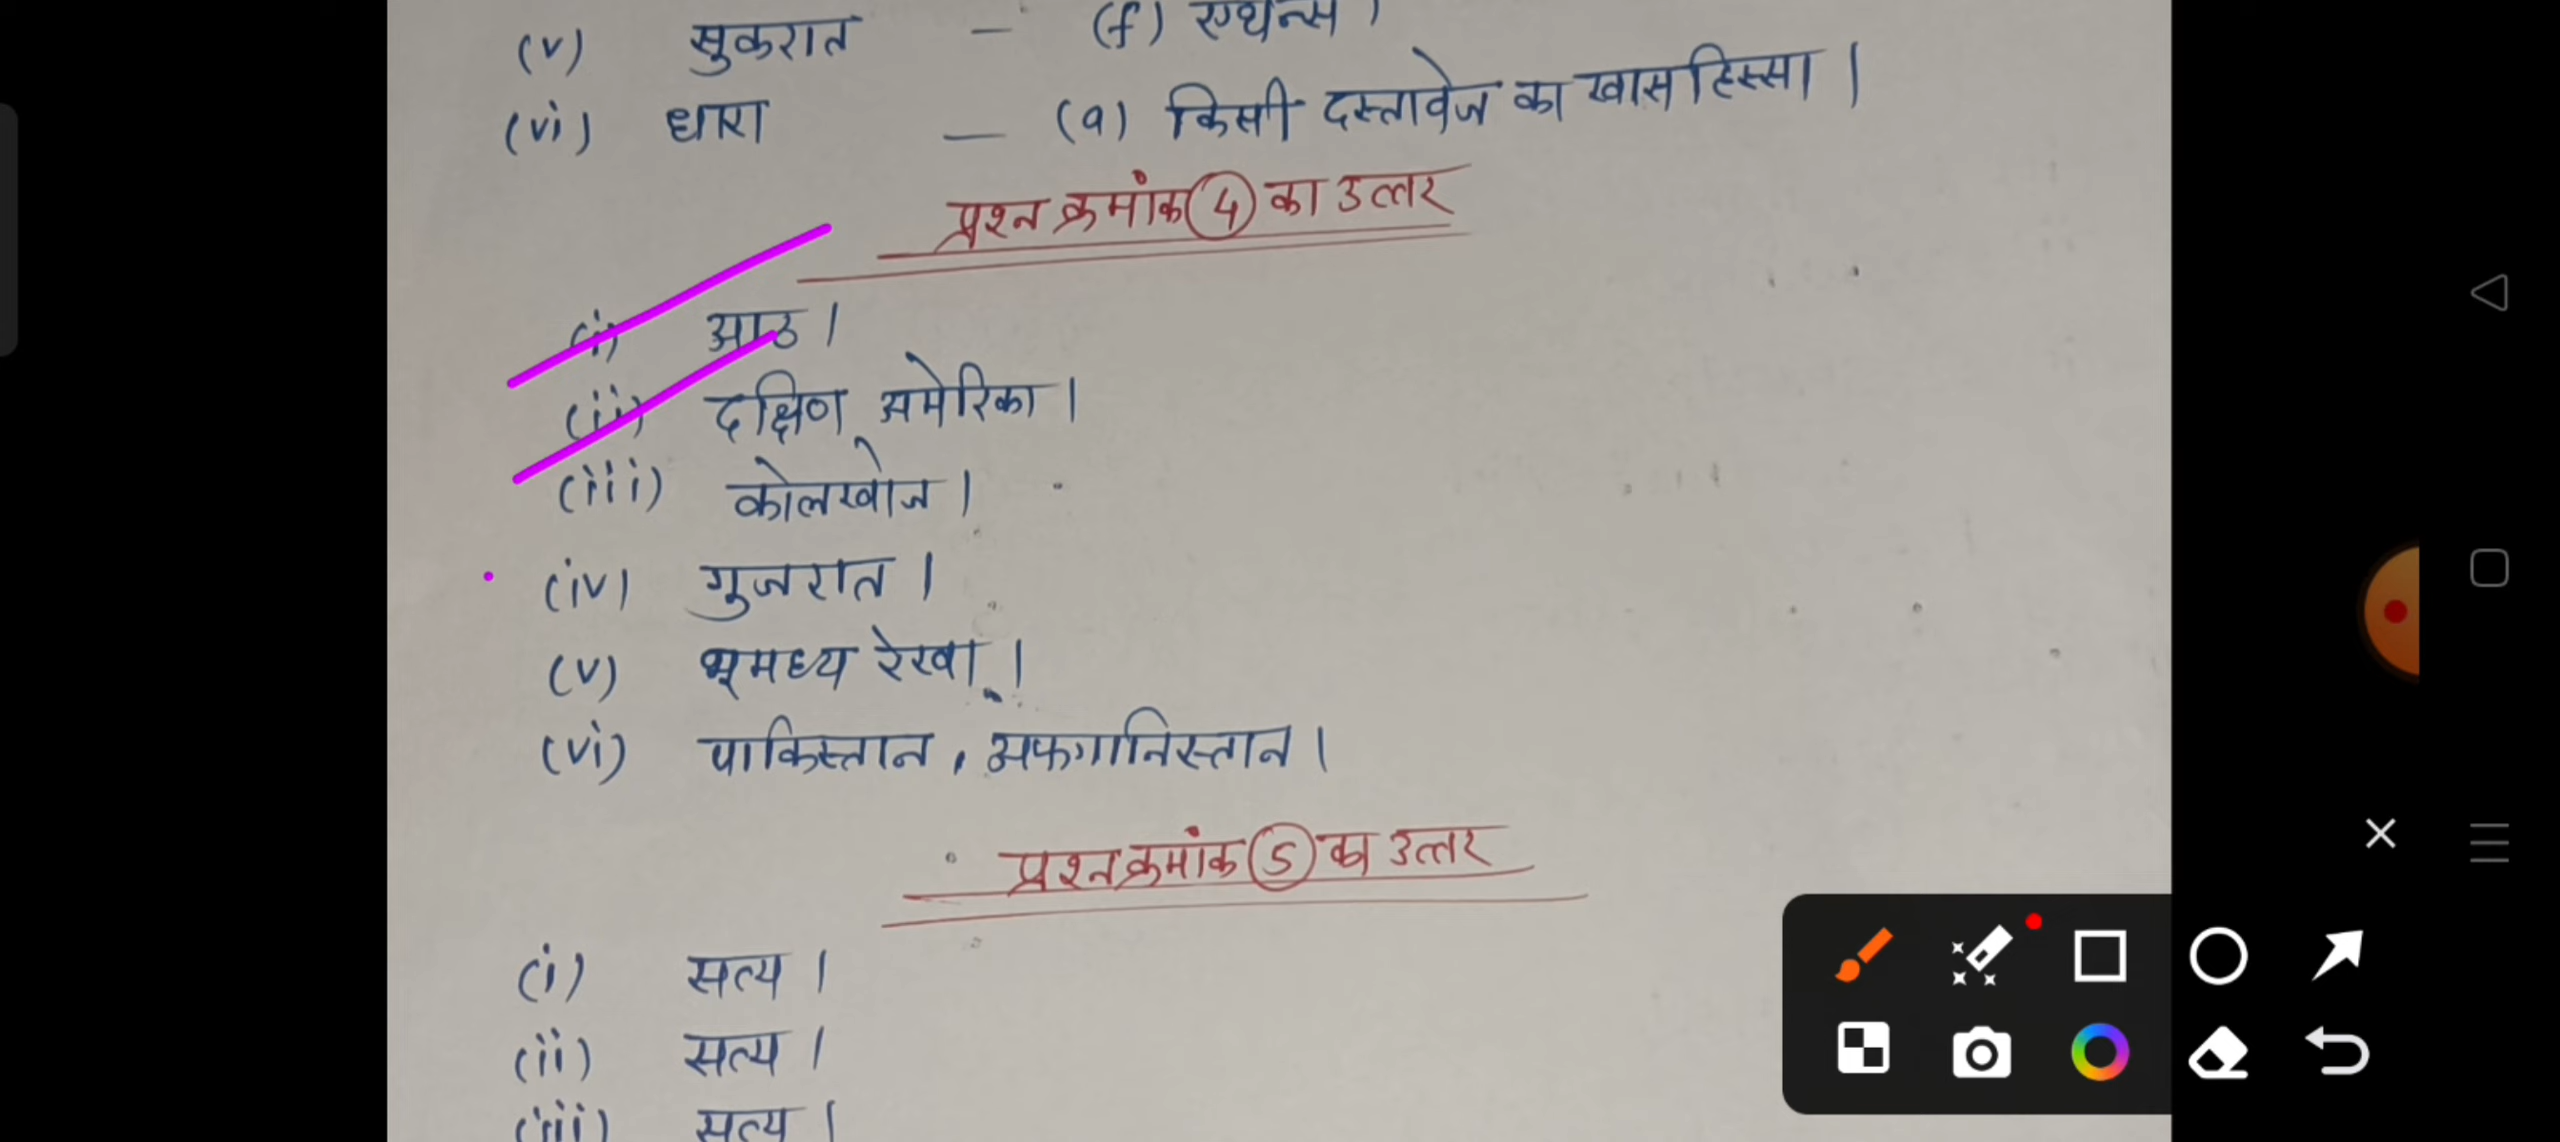 (v) सुकरात — (f) एथेन्स।
(vi) धारा — (a) किसी दस्तावेज का खास हिस्सा।
प्रश्न क्रमांक (4) का उत्तर
(i) आठ।
(ii) दक्षिण अमेरिका।
(iii) कोलखोज।
(iv) गुजरात।
(v) भूमध्य रेखा।
(vi) पाकिस्तान, अफगानिस्तान।
प्रश्न क्रमांक (5) का उत्तर
(i) सत्य।
(ii) सत्य।
(iii) सत्य।